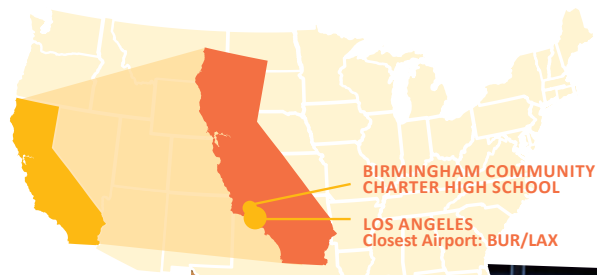 BIRMINGHAM COMMUNITY
CHARTER HIGH SCHOOL
LOS ANGELES
Closest Airport: BUR/LAX